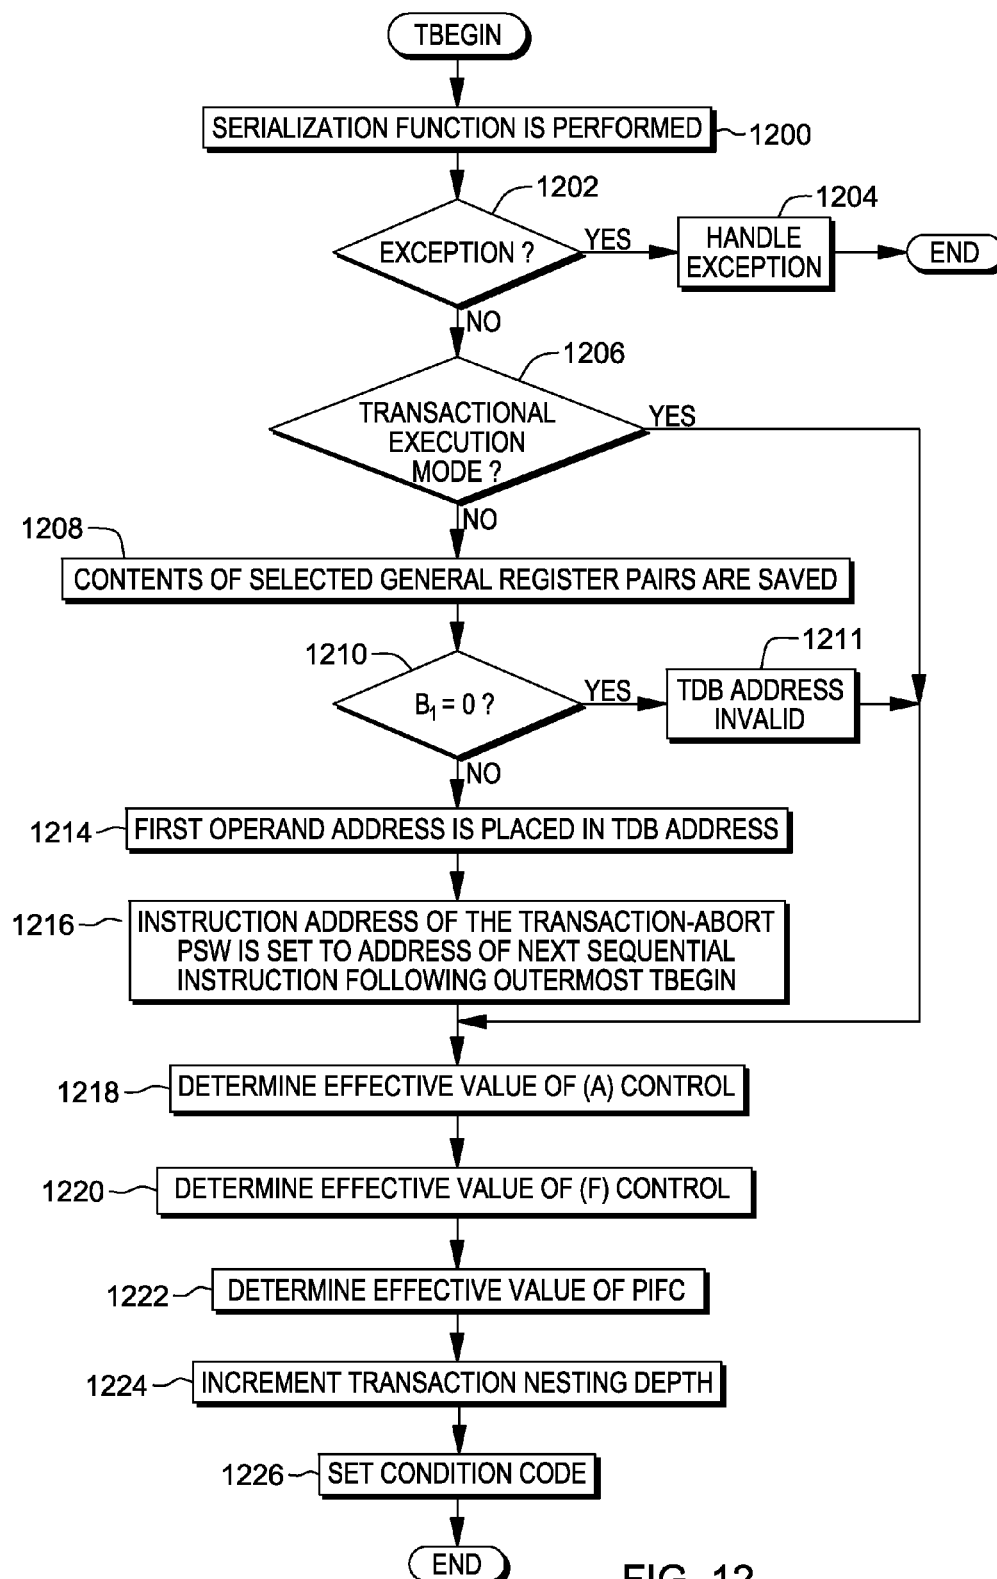 TBEGIN
SERIALIZATION FUNCTION IS PERFORMED
1200
1202
EXCEPTION ?
YES
1204
HANDLE
EXCEPTION
END
NO
1206
TRANSACTIONAL
EXECUTION
MODE ?
YES
NO
1208
CONTENTS OF SELECTED GENERAL REGISTER PAIRS ARE SAVED
1210
B₁ = 0 ?
YES
1211
TDB ADDRESS
INVALID
NO
1214
FIRST OPERAND ADDRESS IS PLACED IN TDB ADDRESS
1216
INSTRUCTION ADDRESS OF THE TRANSACTION-ABORT
PSW IS SET TO ADDRESS OF NEXT SEQUENTIAL
INSTRUCTION FOLLOWING OUTERMOST TBEGIN
1218
DETERMINE EFFECTIVE VALUE OF (A) CONTROL
1220
DETERMINE EFFECTIVE VALUE OF (F) CONTROL
1222
DETERMINE EFFECTIVE VALUE OF PIFC
1224
INCREMENT TRANSACTION NESTING DEPTH
1226
SET CONDITION CODE
END
FIG. 12